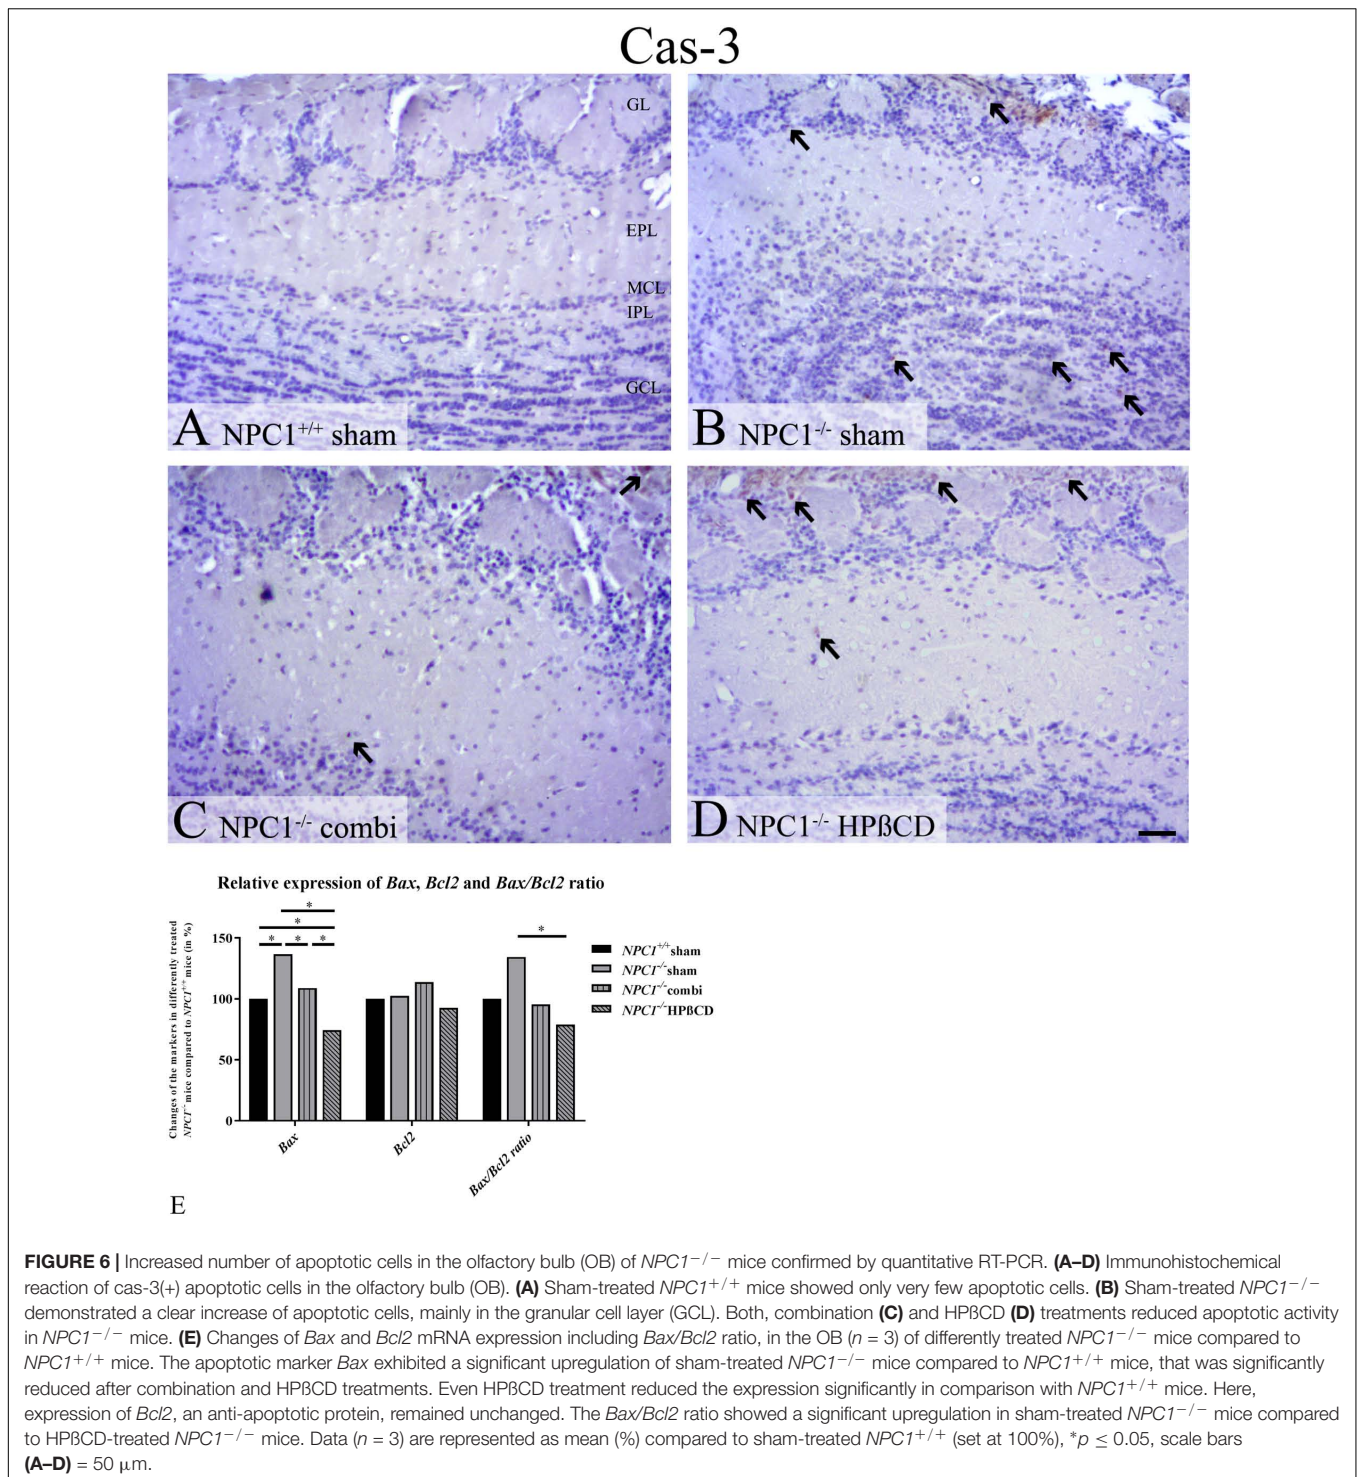 Cas-3
GL
EPL
MCL
IPL
GCL
A NPC1+/+ sham
B NPC1-/- sham
C NPC1-/- combi
D NPC1-/- HPßCD
Relative expression of Bax, Bcl2 and Bax/Bcl2 ratio
Changes of the markers in differently treated
NPC1-/- mice compared to NPC1+/+ mice (in %)
150
100
50
0
*
*
* * *
*
Bax
Bcl2
Bax/Bcl2 ratio
NPC1+/+sham
NPC1-/-sham
NPC1-/-combi
NPC1-/-HPßCD
E
FIGURE 6 | Increased number of apoptotic cells in the olfactory bulb (OB) of NPC1−/− mice confirmed by quantitative RT-PCR. (A–D) Immunohistochemical
reaction of cas-3(+) apoptotic cells in the olfactory bulb (OB). (A) Sham-treated NPC1+/+ mice showed only very few apoptotic cells. (B) Sham-treated NPC1−/−
demonstrated a clear increase of apoptotic cells, mainly in the granular cell layer (GCL). Both, combination (C) and HPßCD (D) treatments reduced apoptotic activity
in NPC1−/− mice. (E) Changes of Bax and Bcl2 mRNA expression including Bax/Bcl2 ratio, in the OB (n = 3) of differently treated NPC1−/− mice compared to
NPC1+/+ mice. The apoptotic marker Bax exhibited a significant upregulation of sham-treated NPC1−/− mice compared to NPC1+/+ mice, that was significantly
reduced after combination and HPßCD treatments. Even HPßCD treatment reduced the expression significantly in comparison with NPC1+/+ mice. Here,
expression of Bcl2, an anti-apoptotic protein, remained unchanged. The Bax/Bcl2 ratio showed a significant upregulation in sham-treated NPC1−/− mice compared
to HPßCD-treated NPC1−/− mice. Data (n = 3) are represented as mean (%) compared to sham-treated NPC1+/+ (set at 100%), *p ≤ 0.05, scale bars
(A–D) = 50 μm.